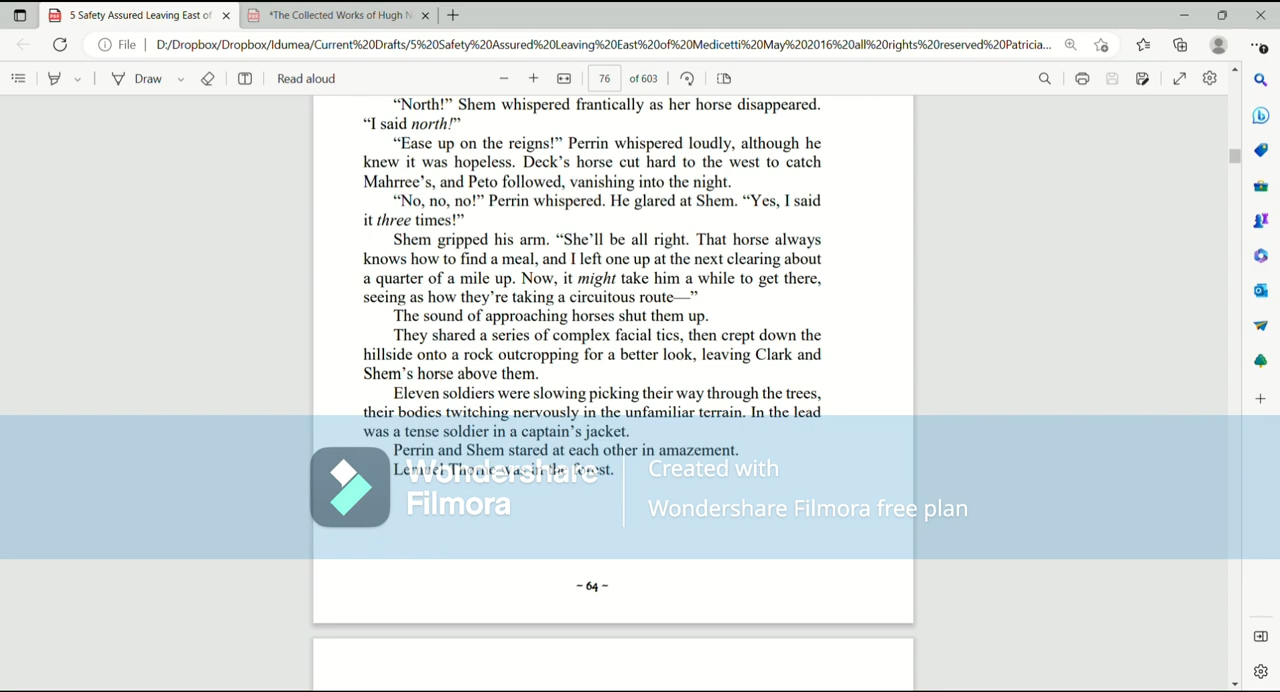 5 Safety Assured Leaving East of
*The Collected Works of Hugh N
File
D:/Dropbox/Dropbox/Idumea/Current%20Drafts/5%20Safety%20Assured%20Leaving%20East%20of%20Medicetti%20May%202016%20all%20rights%20reserved%20Patricia...
Draw
Read aloud
76 of 603
“North!” Shem whispered frantically as her horse disappeared.
“I said north!”
“Ease up on the reigns!” Perrin whispered loudly, although he
knew it was hopeless. Deck’s horse cut hard to the west to catch
Mahrree’s, and Peto followed, vanishing into the night.
“No, no, no!” Perrin whispered. He glared at Shem. “Yes, I said
it three times!”
Shem gripped his arm. “She’ll be all right. That horse always
knows how to find a meal, and I left one up at the next clearing about
a quarter of a mile up. Now, it might take him a while to get there,
seeing as how they’re taking a circuitous route—”
The sound of approaching horses shut them up.
They shared a series of complex facial tics, then crept down the
hillside onto a rock outcropping for a better look, leaving Clark and
Shem’s horse above them.
Eleven soldiers were slowing picking their way through the trees,
their bodies twitching nervously in the unfamiliar terrain. In the lead
was a tense soldier in a captain’s jacket.
Perrin and Shem stared at each other in amazement.
Lemuel Thorne was in the forest.
Wondershare
Filmora
Created with
Wondershare Filmora free plan
~ 64 ~